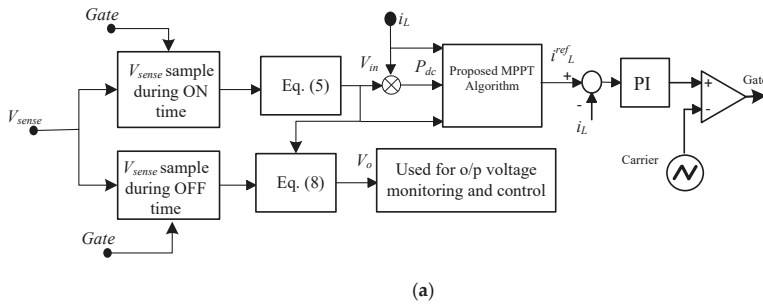 Gate
V_sense sample
during ON
time
Eq. (5)
V_in
i_L
P_dc
Proposed MPPT
Algorithm
i^ref_L
+
-
i_L
PI
+
-
Gate
Carrier
V_sense
V_sense sample
during OFF
time
Gate
Eq. (8)
V_o
Used for o/p voltage
monitoring and control
(a)